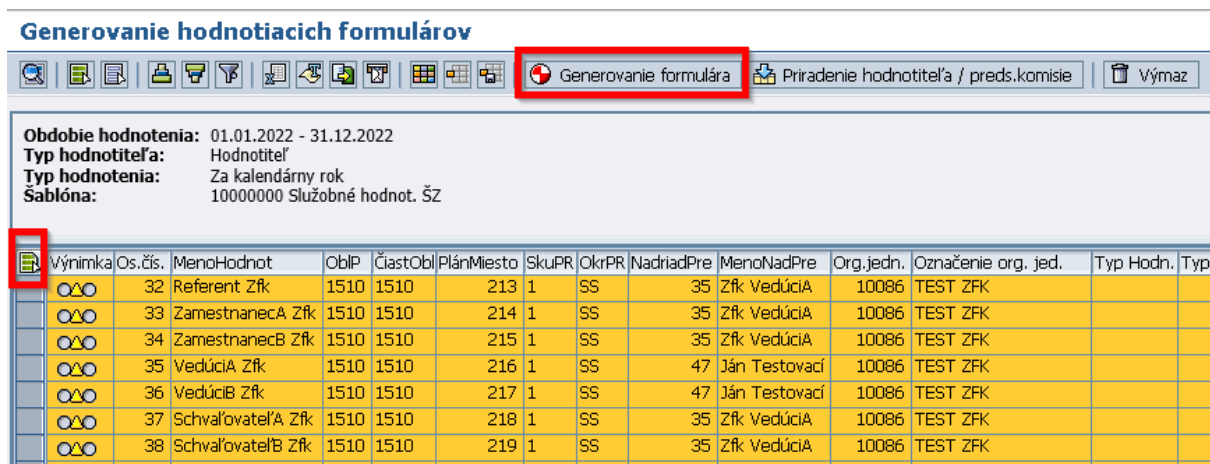 Generovanie hodnotiacich formulárov
Generovanie formulára Priradenie hodnotiteľa / preds.komisie Výmaz
Obdobie hodnotenia: 01.01.2022 - 31.12.2022
Typ hodnotiteľa: Hodnotiteľ
Typ hodnotenia: Za kalendárny rok
Šablóna: 10000000 Služobné hodnot. ŠZ
Výnimka Os.čís. MenoHodnot OblP ČiastObl PlánMiesto SkuPR OkrPR NadriadPre MenoNadPre Org.jedn. Označenie org. jed. Typ Hodn. Typ
32 Referent Zfk 1510 1510 213 1 SS 35 Zfk VedúciA 10086 TEST ZFK
33 ZamestnanecA Zfk 1510 1510 214 1 SS 35 Zfk VedúciA 10086 TEST ZFK
34 ZamestnanecB Zfk 1510 1510 215 1 SS 35 Zfk VedúciA 10086 TEST ZFK
35 VedúciA Zfk 1510 1510 216 1 SS 47 Ján Testovací 10086 TEST ZFK
36 VedúciB Zfk 1510 1510 217 1 SS 47 Ján Testovací 10086 TEST ZFK
37 SchvaľovateľA Zfk 1510 1510 218 1 SS 35 Zfk VedúciA 10086 TEST ZFK
38 SchvaľovateľB Zfk 1510 1510 219 1 SS 35 Zfk VedúciA 10086 TEST ZFK